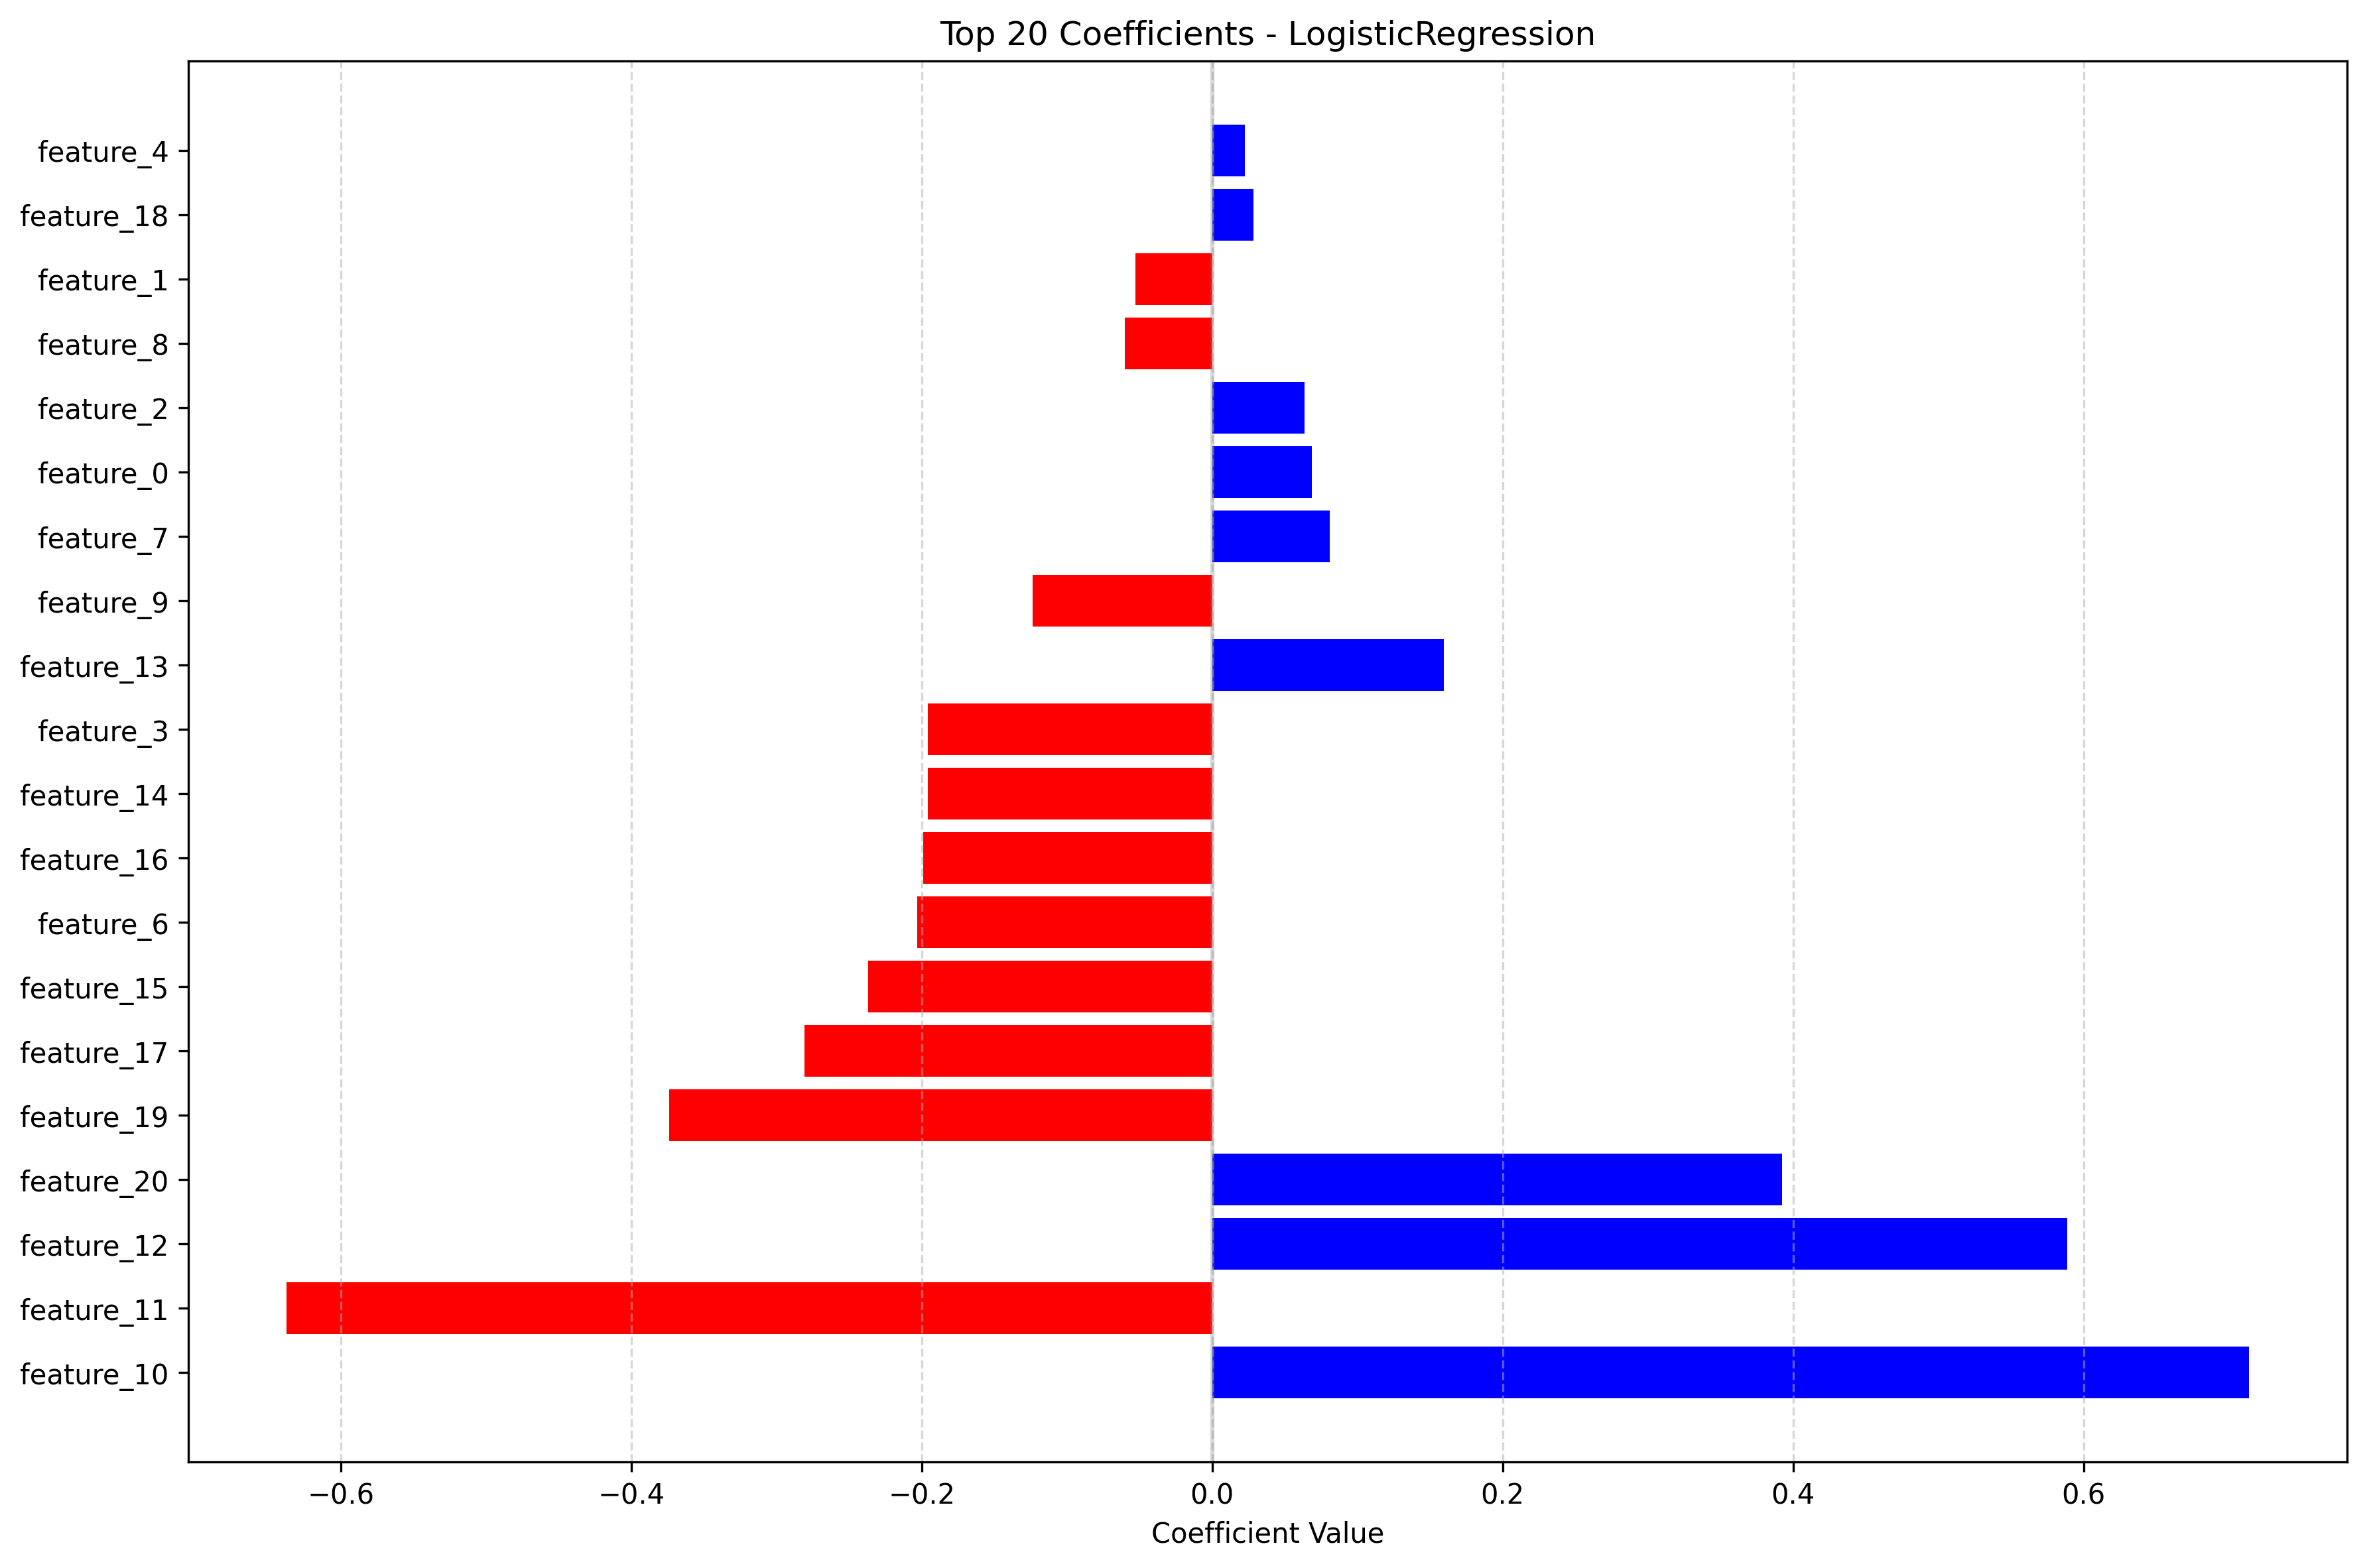 Top 20 Coefficients - LogisticRegression
feature_4
feature_18
feature_1
feature_8
feature_2
feature_0
feature_7
feature_9
feature_13
feature_3
feature_14
feature_16
feature_6
feature_15
feature_17
feature_19
feature_20
feature_12
feature_11
feature_10
−0.6 −0.4 −0.2 0.0 0.2 0.4 0.6
Coefficient Value